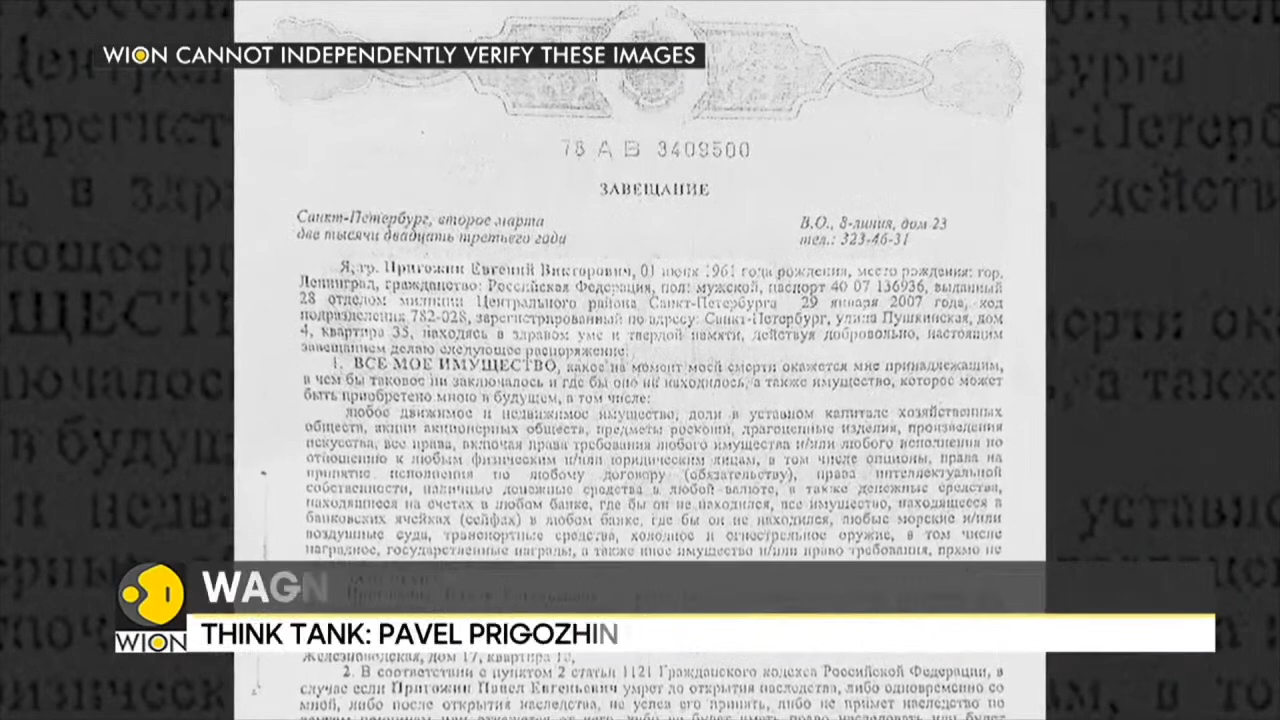 WION CANNOT INDEPENDENTLY VERIFY THESE IMAGES
78 А В 3409500
ЗАВЕЩАНИЕ
Санкт-Петербург, второе марта
две тысячи двадцать третьего года
В.О., 8-линия, дом 23
тел.: 323-46-31
Я, гр. Пригожин Евгений Викторович, 01 июня 1961 года рождения, место рождения: гор.
Ленинград, гражданство: Российская Федерация, пол: мужской, паспорт 40 07 136936, выданный
28 отделом милиции Центрального района Санкт-Петербурга 29 января 2007 года, код
подразделения 782-028, зарегистрированный по адресу: Санкт-Петербург, улица Пушкинская, дом
4, квартира 35, находясь в здравом уме и твердой памяти, действуя добровольно, настоящим
завещанием делаю следующее распоряжение:
1. ВСЕ МОЕ ИМУЩЕСТВО, какое на момент моей смерти окажется мне принадлежащим,
в чем бы таковое ни заключалось и где бы оно не находилось, а также имущество, которое может
быть приобретено мною в будущем, в том числе:
любое движимое и недвижимое имущество, доли в уставном капитале хозяйственных
обществ, акции акционерных обществ, предметы роскоши, драгоценные изделия, произведения
искусства, все права, включая права требования любого имущества и/или любого исполнения по
отношению к любым физическим и/или юридическим лицам, в том числе опционы, права на
принятие исполнения по любому договору (обязательству), права интеллектуальной
собственности, наличные денежные средства в любой валюте, а также денежные средства,
находящиеся на счетах в любом банке, где бы он не находился, все имущество, находящееся в
банковских ячейках (сейфах) в любом банке, где бы он не находился, любые морские и/или
воздушные суда, транспортные средства, холодное и огнестрельное оружие, в том числе
наградное, государственные награды, а также иное имущество и/или право требования, прямо не
WAGN
WION
THINK TANK: PAVEL PRIGOZHIN
Железноводская, дом 17, квартира
2. В соответствии с пунктом 2 статьи 1121 Гражданского кодекса Российской Федерации, в
случае если Пригожин Павел Евгеньевич умрет до открытия наследства, либо одновременно со
мной, либо после открытия наследства, не успев его принять, либо не примет наследство по